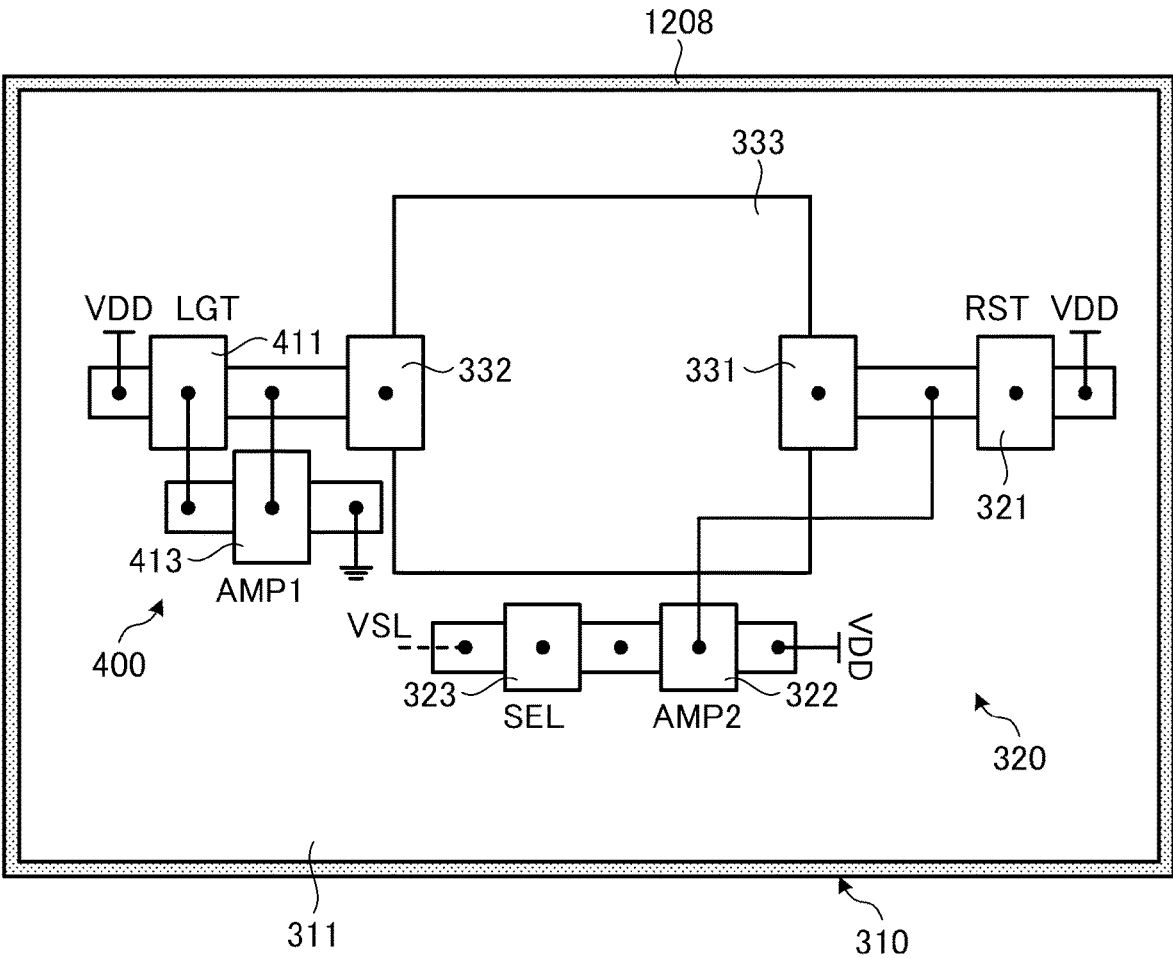 1208
333
VDD LGT
RST VDD
411
332
331
321
413
AMP1
VSL
VDD
400
323
322
SEL
AMP2
320
311
310